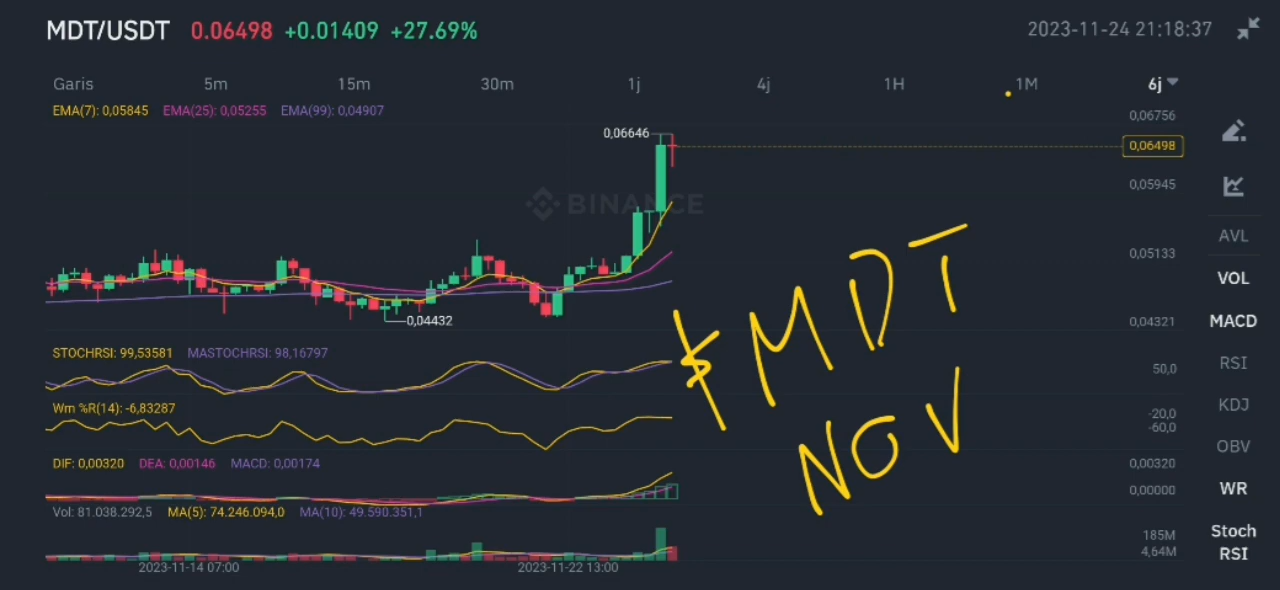 MDT/USDT 0.06498 +0.01409 +27.69% 2023-11-24 21:18:37
Garis 5m 15m 30m 1j 4j 1H 1M 6j
EMA(7): 0,05845 EMA(25): 0,05255 EMA(99): 0,04907
0,06756
0,06646
0,06498
0,05945
BINANCE
AVL
0,05133
VOL
0,04432
0,04321
MACD
$MDT
NOV
STOCHRSI: 99,53581 MASTOCHRSI: 98,16797
50,0
RSI
Wm %R(14): -6,83287
-20,0
-60,0
KDJ
OBV
DIF: 0,00320 DEA: 0,00146 MACD: 0,00174
0,00320
0,00000
WR
Vol: 81.038.292,5 MA(5): 74.246.094,0 MA(10): 49.590.351,1
185M
4,64M
Stoch
RSI
2023-11-14 07:00 2023-11-22 13:00